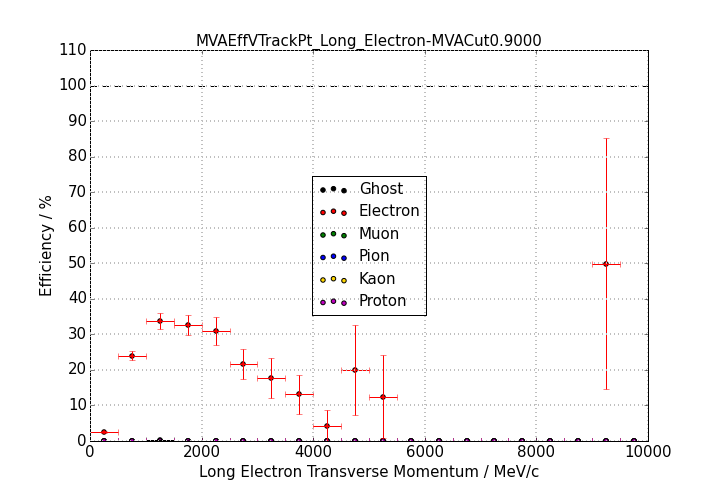 MVAEffVTrackPt_Long_Electron-MVACut0.9000
110
100
90
80
70
60
50
40
30
20
10
0
Efficiency / %
Ghost
Electron
Muon
Pion
Kaon
Proton
0 2000 4000 6000 8000 10000
Long Electron Transverse Momentum / MeV/c